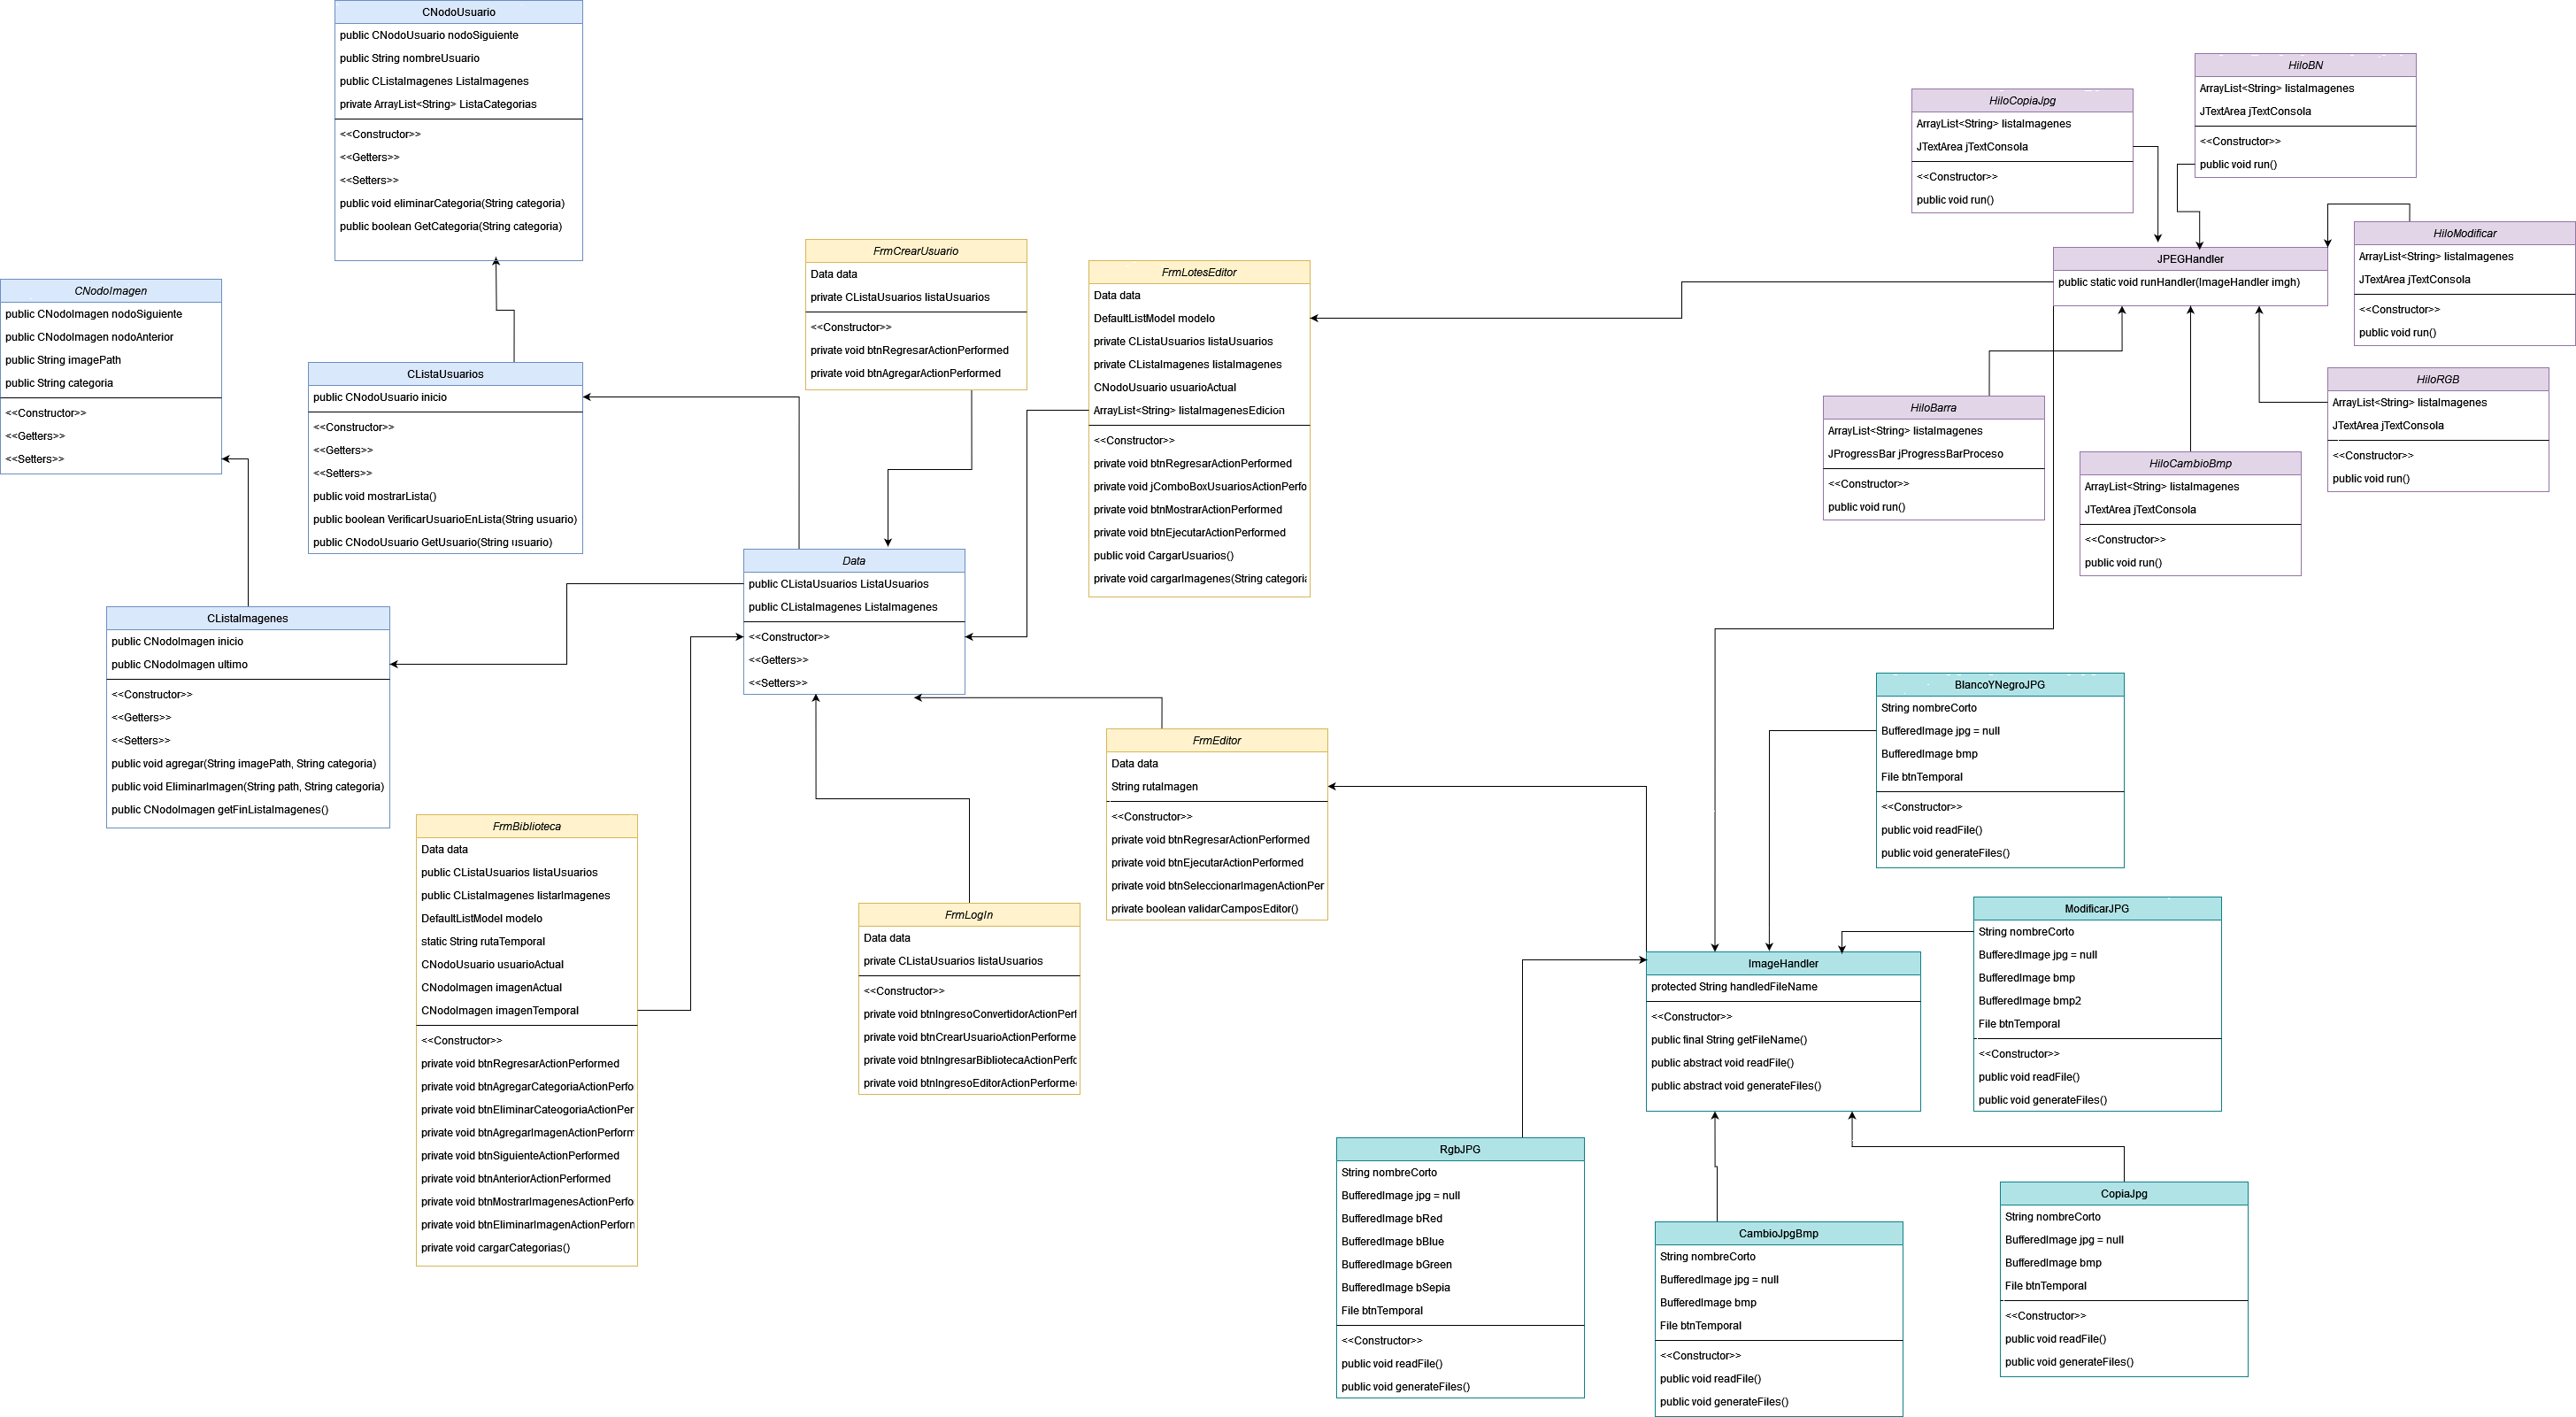 CNodoUsuario
public CNodoUsuario nodoSiguiente
public String nombreUsuario
public CListaImagenes ListaImagenes
private ArrayList<String> ListaCategorias
<<Constructor>>
<<Getters>>
<<Setters>>
public void eliminarCategoria(String categoria)
public boolean GetCategoria(String categoria)
CNodoImagen
public CNodoImagen nodoSiguiente
public CNodoImagen nodoAnterior
public String imagePath
public String categoria
<<Constructor>>
<<Getters>>
<<Setters>>
CListaUsuarios
public CNodoUsuario inicio
<<Constructor>>
<<Getters>>
<<Setters>>
public void mostrarLista()
public boolean VerificarUsuarioEnLista(String usuario)
public CNodoUsuario GetUsuario(String usuario)
CListaImagenes
public CNodoImagen inicio
public CNodoImagen ultimo
<<Constructor>>
<<Getters>>
<<Setters>>
public void agregar(String imagePath, String categoria)
public void EliminarImagen(String path, String categoria)
public CNodoImagen getFinListaImagenes()
FrmCrearUsuario
Data data
private CListaUsuarios listaUsuarios
<<Constructor>>
private void btnRegresarActionPerformed
private void btnAgregarActionPerformed
Data
public CListaUsuarios ListaUsuarios
public CListaImagenes ListaImagenes
<<Constructor>>
<<Getters>>
<<Setters>>
FrmBiblioteca
Data data
public CListaUsuarios listaUsuarios
public CListaImagenes listarImagenes
DefaultListModel modelo
static String rutaTemporal
CNodoUsuario usuarioActual
CNodoImagen imagenActual
CNodoImagen imagenTemporal
<<Constructor>>
private void btnRegresarActionPerformed
private void btnAgregarCategoriaActionPerfo
private void btnEliminarCateogoriaActionPer
private void btnAgregarImagenActionPerform
private void btnSiguienteActionPerformed
private void btnAnteriorActionPerformed
private void btnMostrarImagenesActionPerfo
private void btnEliminarImagenActionPerforn
private void cargarCategorias()
FrmLogIn
Data data
private CListaUsuarios listaUsuarios
<<Constructor>>
private void btnIngresoConvertidorActionPerf
private void btnCrearUsuarioActionPerforme
private void btnIngresarBibliotecaActionPerfo
private void btnIngresoEditorActionPerforme
FrmLotesEditor
Data data
DefaultListModel modelo
private CListaUsuarios listaUsuarios
private CListaImagenes listaImagenes
CNodoUsuario usuarioActual
ArrayList<String> listaImagenesEdicion
<<Constructor>>
private void btnRegresarActionPerformed
private void jComboBoxUsuariosActionPerfo
private void btnMostrarActionPerformed
private void btnEjecutarActionPerformed
public void CargarUsuarios()
private void cargarImagenes(String categoria
FrmEditor
Data data
String rutaImagen
<<Constructor>>
private void btnRegresarActionPerformed
private void btnEjecutarActionPerformed
private void btnSeleccionarImagenActionPer
private boolean validarCamposEditor()
HiloCopiaJpg
ArrayList<String> listaImagenes
JTextArea jTextConsola
<<Constructor>>
public void run()
HiloBN
ArrayList<String> listaImagenes
JTextArea jTextConsola
<<Constructor>>
public void run()
HiloModificar
ArrayList<String> listaImagenes
JTextArea jTextConsola
<<Constructor>>
public void run()
JPEGHandler
public static void runHandler(ImageHandler imgh)
HiloBarra
ArrayList<String> listaImagenes
JProgressBar jProgressBarProceso
<<Constructor>>
public void run()
HiloCambioBmp
ArrayList<String> listaImagenes
JTextArea jTextConsola
<<Constructor>>
public void run()
HiloRGB
ArrayList<String> listaImagenes
JTextArea jTextConsola
<<Constructor>>
public void run()
BlancoYNegroJPG
String nombreCorto
BufferedImage jpg = null
BufferedImage bmp
File btnTemporal
<<Constructor>>
public void readFile()
public void generateFiles()
ModificarJPG
String nombreCorto
BufferedImage jpg = null
BufferedImage bmp
BufferedImage bmp2
File btnTemporal
<<Constructor>>
public void readFile()
public void generateFiles()
ImageHandler
protected String handledFileName
<<Constructor>>
public final String getFileName()
public abstract void readFile()
public abstract void generateFiles()
RgbJPG
String nombreCorto
BufferedImage jpg = null
BufferedImage bRed
BufferedImage bBlue
BufferedImage bGreen
BufferedImage bSepia
File btnTemporal
<<Constructor>>
public void readFile()
public void generateFiles()
CambioJpgBmp
String nombreCorto
BufferedImage jpg = null
BufferedImage bmp
File btnTemporal
<<Constructor>>
public void readFile()
public void generateFiles()
CopiaJpg
String nombreCorto
BufferedImage jpg = null
BufferedImage bmp
File btnTemporal
<<Constructor>>
public void readFile()
public void generateFiles()